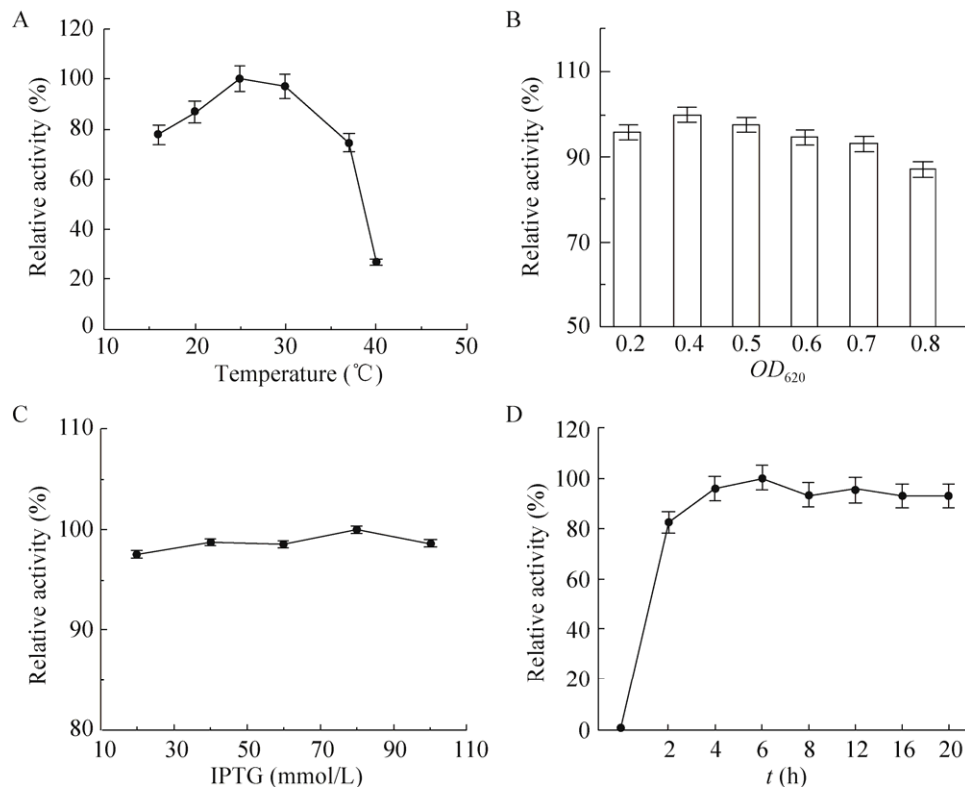 A
120
100
80
60
40
20
0
Relative activity (%)
10 20 30 40 50
Temperature (℃)
B
110
90
70
50
Relative activity (%)
0.2 0.4 0.5 0.6 0.7 0.8
OD620
C
110
100
90
80
Relative activity (%)
10 30 50 70 90 110
IPTG (mmol/L)
D
120
100
80
60
40
20
0
Relative activity (%)
2 4 6 8 12 16 20
t (h)